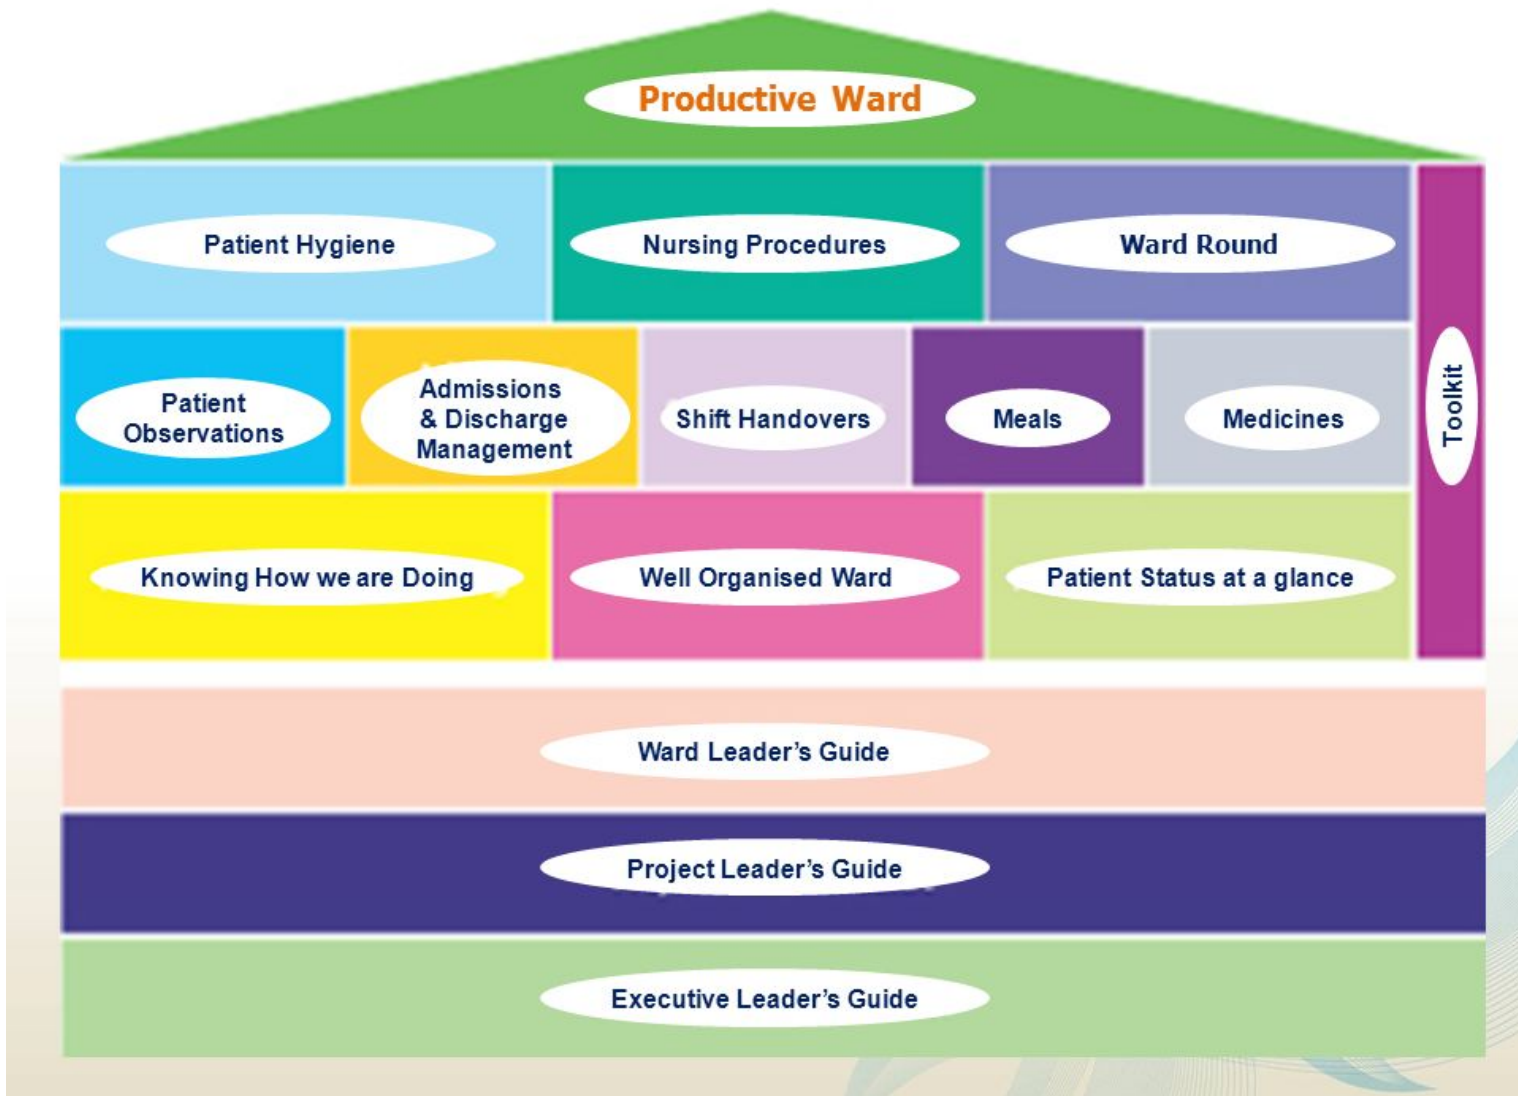 Productive Ward
Patient Hygiene
Nursing Procedures
Ward Round
Patient
Observations
Admissions
& Discharge
Management
Shift Handovers
Meals
Medicines
Toolkit
Knowing How we are Doing
Well Organised Ward
Patient Status at a glance
Ward Leader’s Guide
Project Leader’s Guide
Executive Leader’s Guide